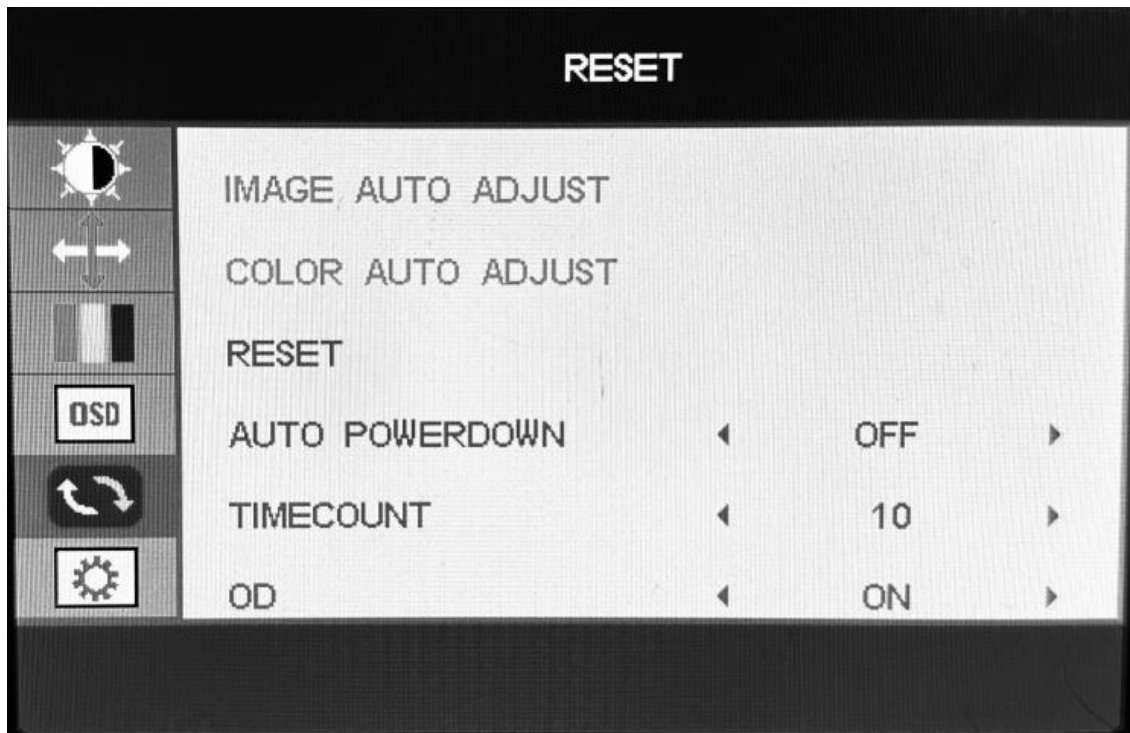 RESET
IMAGE AUTO ADJUST
COLOR AUTO ADJUST
RESET
OSD
AUTO POWERDOWN OFF
TIMECOUNT 10
OD ON